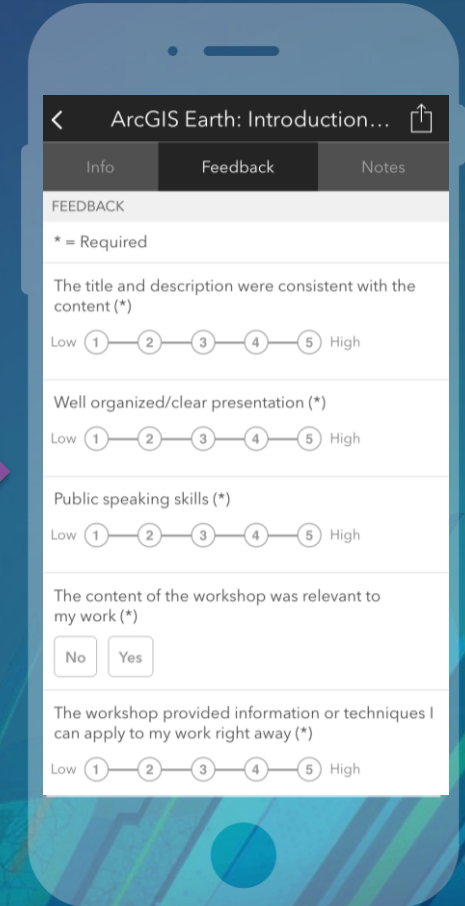 ArcGIS Earth: Introduction...
Info Feedback Notes
FEEDBACK
* = Required
The title and description were consistent with the
content (*)
Low 1 2 3 4 5 High
Well organized/clear presentation (*)
Low 1 2 3 4 5 High
Public speaking skills (*)
Low 1 2 3 4 5 High
The content of the workshop was relevant to
my work (*)
No Yes
The workshop provided information or techniques I
can apply to my work right away (*)
Low 1 2 3 4 5 High